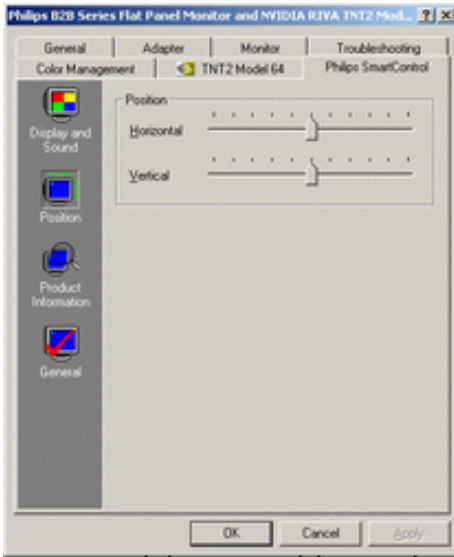 Philips B2B Series Flat Panel Monitor and NVIDIA RIVA TNT2 Mod...
General Adapter Monitor Troubleshooting
Color Management TNT2 Model 64 Philips SmartControl
Display and
Sound
Position
Product
Information
General
Position
Horizontal
Vertical
OK Cancel Apply